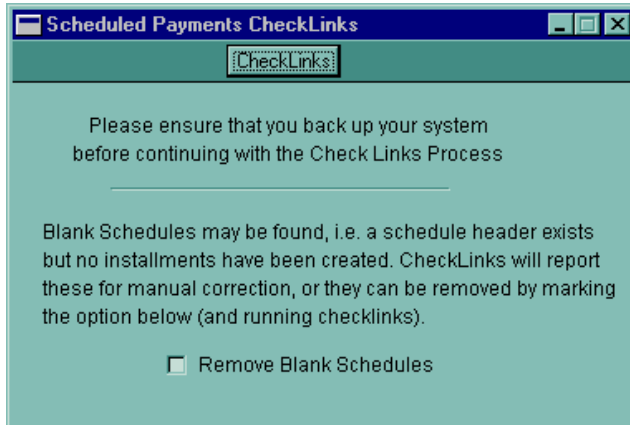 Scheduled Payments CheckLinks
CheckLinks
Please ensure that you back up your system
before continuing with the Check Links Process
Blank Schedules may be found, i.e. a schedule header exists
but no installments have been created. CheckLinks will report
these for manual correction, or they can be removed by marking
the option below (and running checklinks).
Remove Blank Schedules